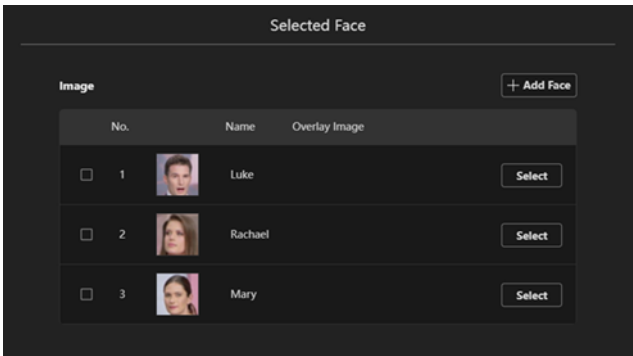 Selected Face
Image
+ Add Face
No. Name Overlay Image
1 Luke Select
2 Rachael Select
3 Mary Select